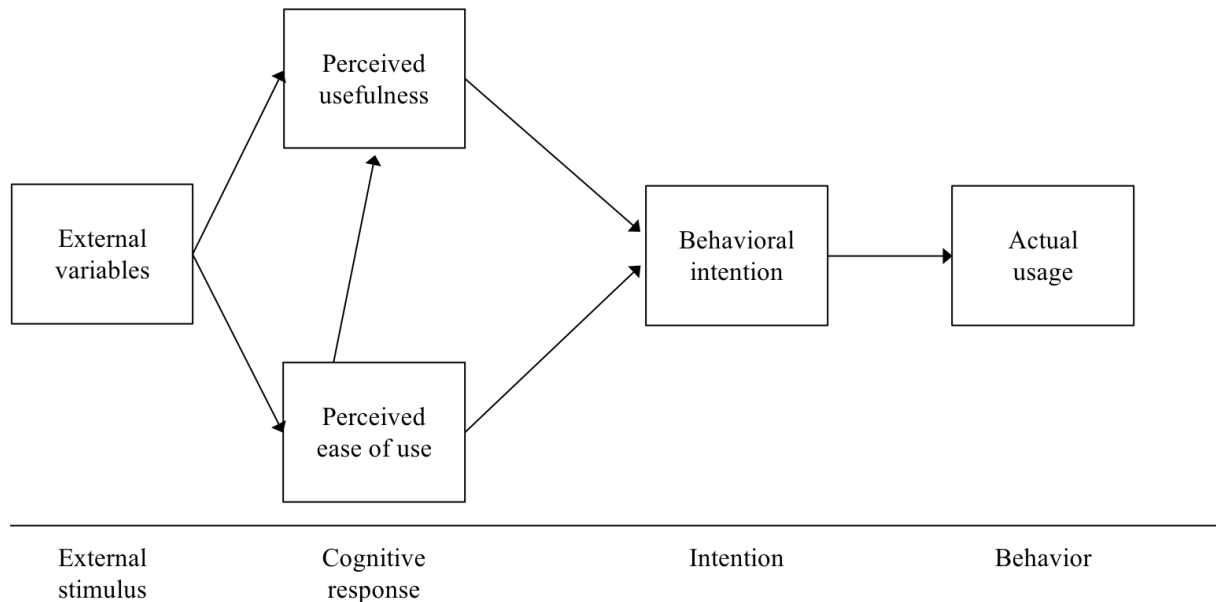 Perceived
usefulness
External
variables
Behavioral
intention
Actual
usage
Perceived
ease of use
External
stimulus
Cognitive
response
Intention
Behavior